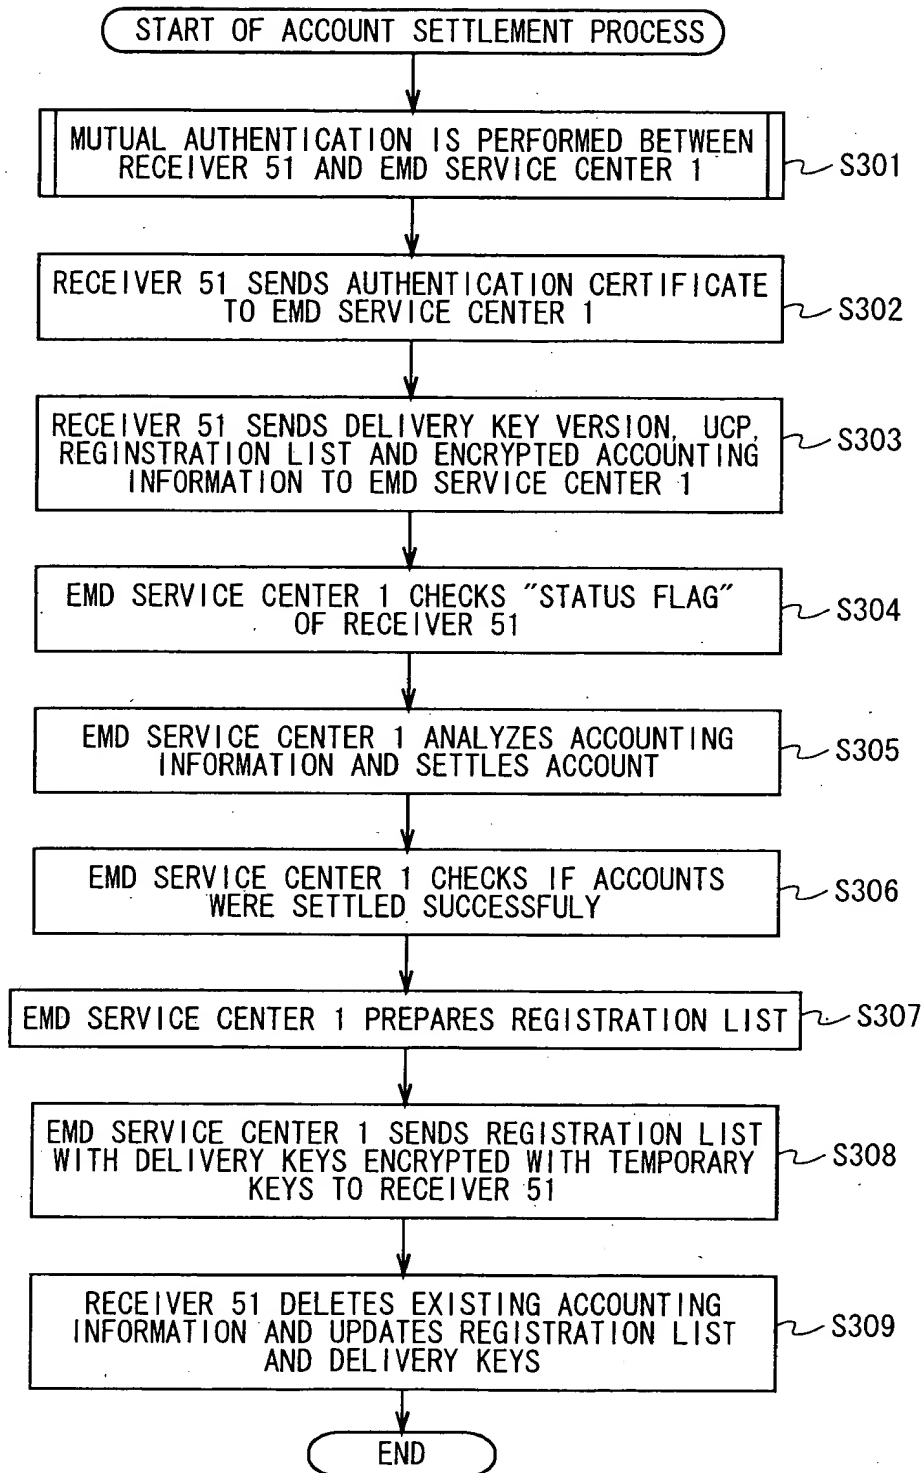 START OF ACCOUNT SETTLEMENT PROCESS
MUTUAL AUTHENTICATION IS PERFORMED BETWEEN
RECEIVER 51 AND EMD SERVICE CENTER 1
S301
RECEIVER 51 SENDS AUTHENTICATION CERTIFICATE
TO EMD SERVICE CENTER 1
S302
RECEIVER 51 SENDS DELIVERY KEY VERSION, UCP,
REGINSTRATION LIST AND ENCRYPTED ACCOUNTING
INFORMATION TO EMD SERVICE CENTER 1
S303
EMD SERVICE CENTER 1 CHECKS "STATUS FLAG"
OF RECEIVER 51
S304
EMD SERVICE CENTER 1 ANALYZES ACCOUNTING
INFORMATION AND SETTLES ACCOUNT
S305
EMD SERVICE CENTER 1 CHECKS IF ACCOUNTS
WERE SETTLED SUCCESSFULY
S306
EMD SERVICE CENTER 1 PREPARES REGISTRATION LIST
S307
EMD SERVICE CENTER 1 SENDS REGISTRATION LIST
WITH DELIVERY KEYS ENCRYPTED WITH TEMPORARY
KEYS TO RECEIVER 51
S308
RECEIVER 51 DELETES EXISTING ACCOUNTING
INFORMATION AND UPDATES REGISTRATION LIST
AND DELIVERY KEYS
S309
END